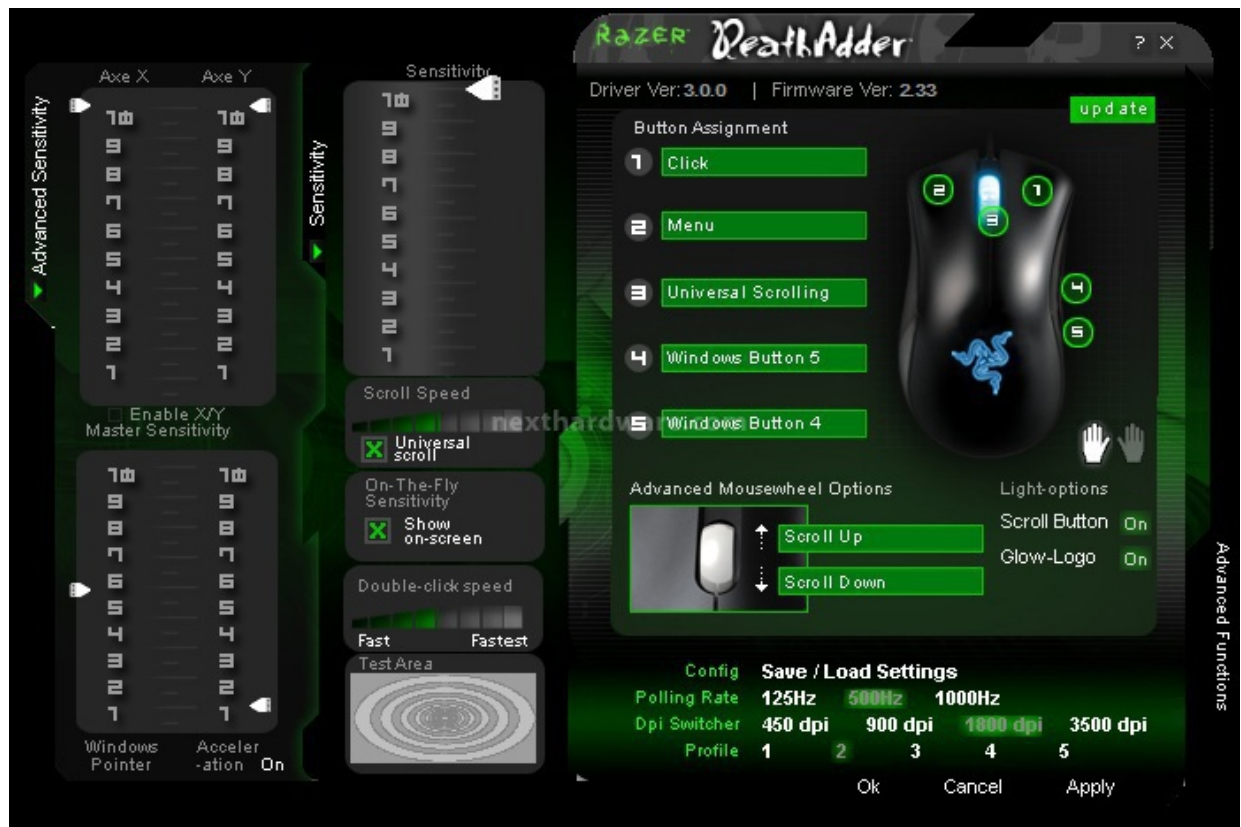 RAZER DeathAdder
? X
Driver Ver: 3.0.0 | Firmware Ver: 2.33
update
Advanced Sensitivity
Axe X Axe Y
10 10
9 9
8 8
7 7
6 6
5 5
4 4
3 3
2 2
1 1
Enable X/Y
Master Sensitivity
10 10
9 9
8 8
7 7
6 6
5 5
4 4
3 3
2 2
1 1
Windows
Pointer
Acceler
-ation On
Sensitivity
Sensitivity
10
9
8
7
6
5
4
3
2
1
Scroll Speed
X Universal
scroll
On-The-Fly
Sensitivity
X Show
on-screen
Double-click speed
Fast Fastest
Test Area
nexthardware.com
Button Assignment
1 Click
2 Menu
3 Universal Scrolling
4 Windows Button 5
5 Windows Button 4
2 1
3
4
5
Advanced Mousewheel Options
Scroll Up
Scroll Down
Light-options
Scroll Button On
Glow-Logo On
Config Save / Load Settings
Polling Rate 125Hz 500Hz 1000Hz
Dpi Switcher 450 dpi 900 dpi 1800 dpi 3500 dpi
Profile 1 2 3 4 5
Ok Cancel Apply
Advanced Functions